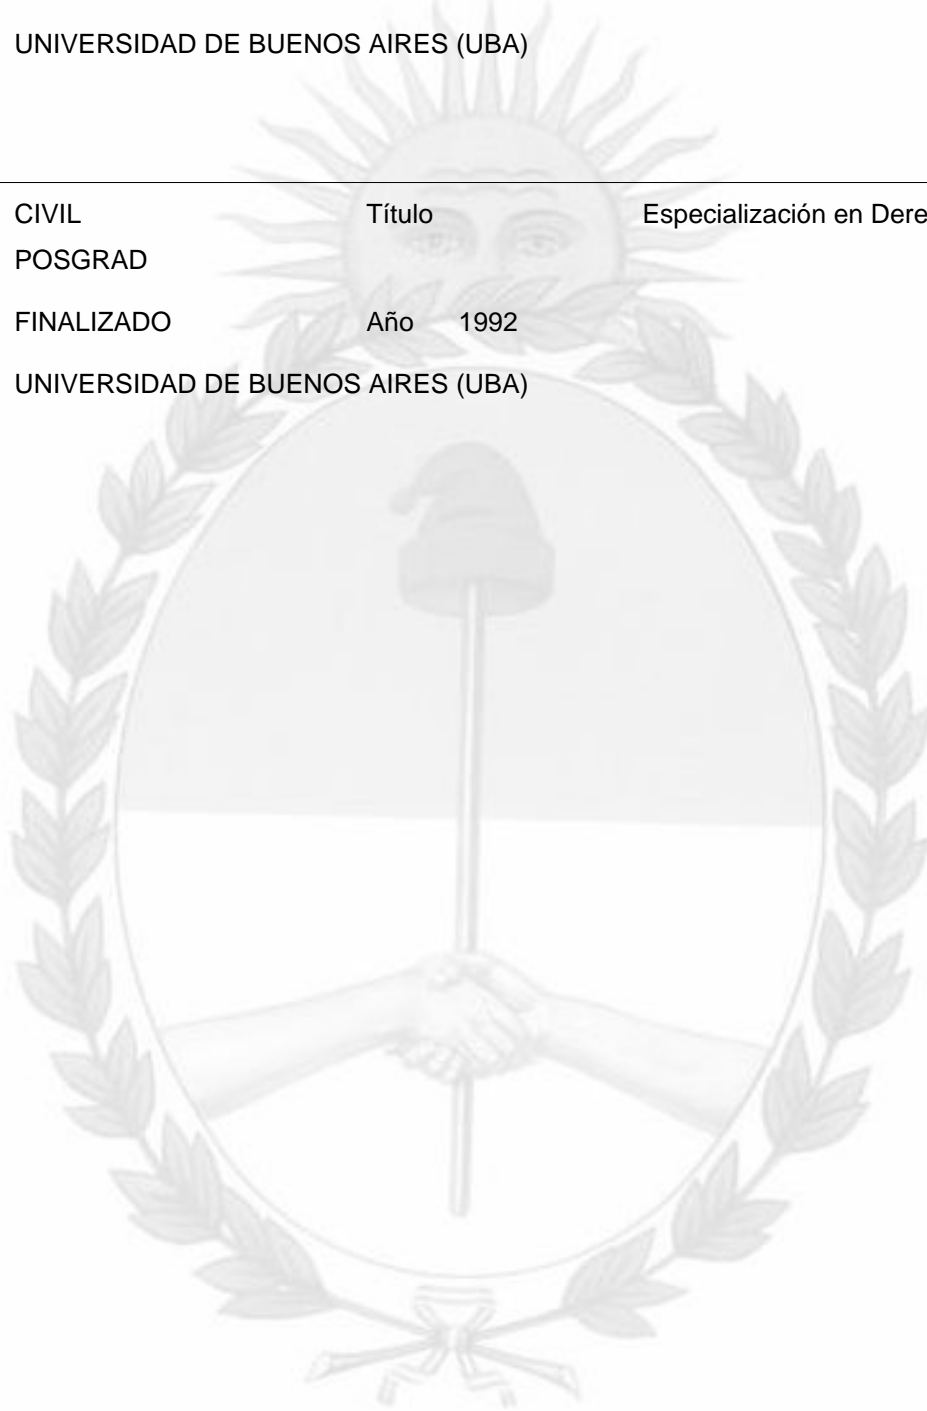 UNIVERSIDAD DE BUENOS AIRES (UBA)
CIVIL Título Especialización en Dere
POSGRAD
FINALIZADO Año 1992
UNIVERSIDAD DE BUENOS AIRES (UBA)